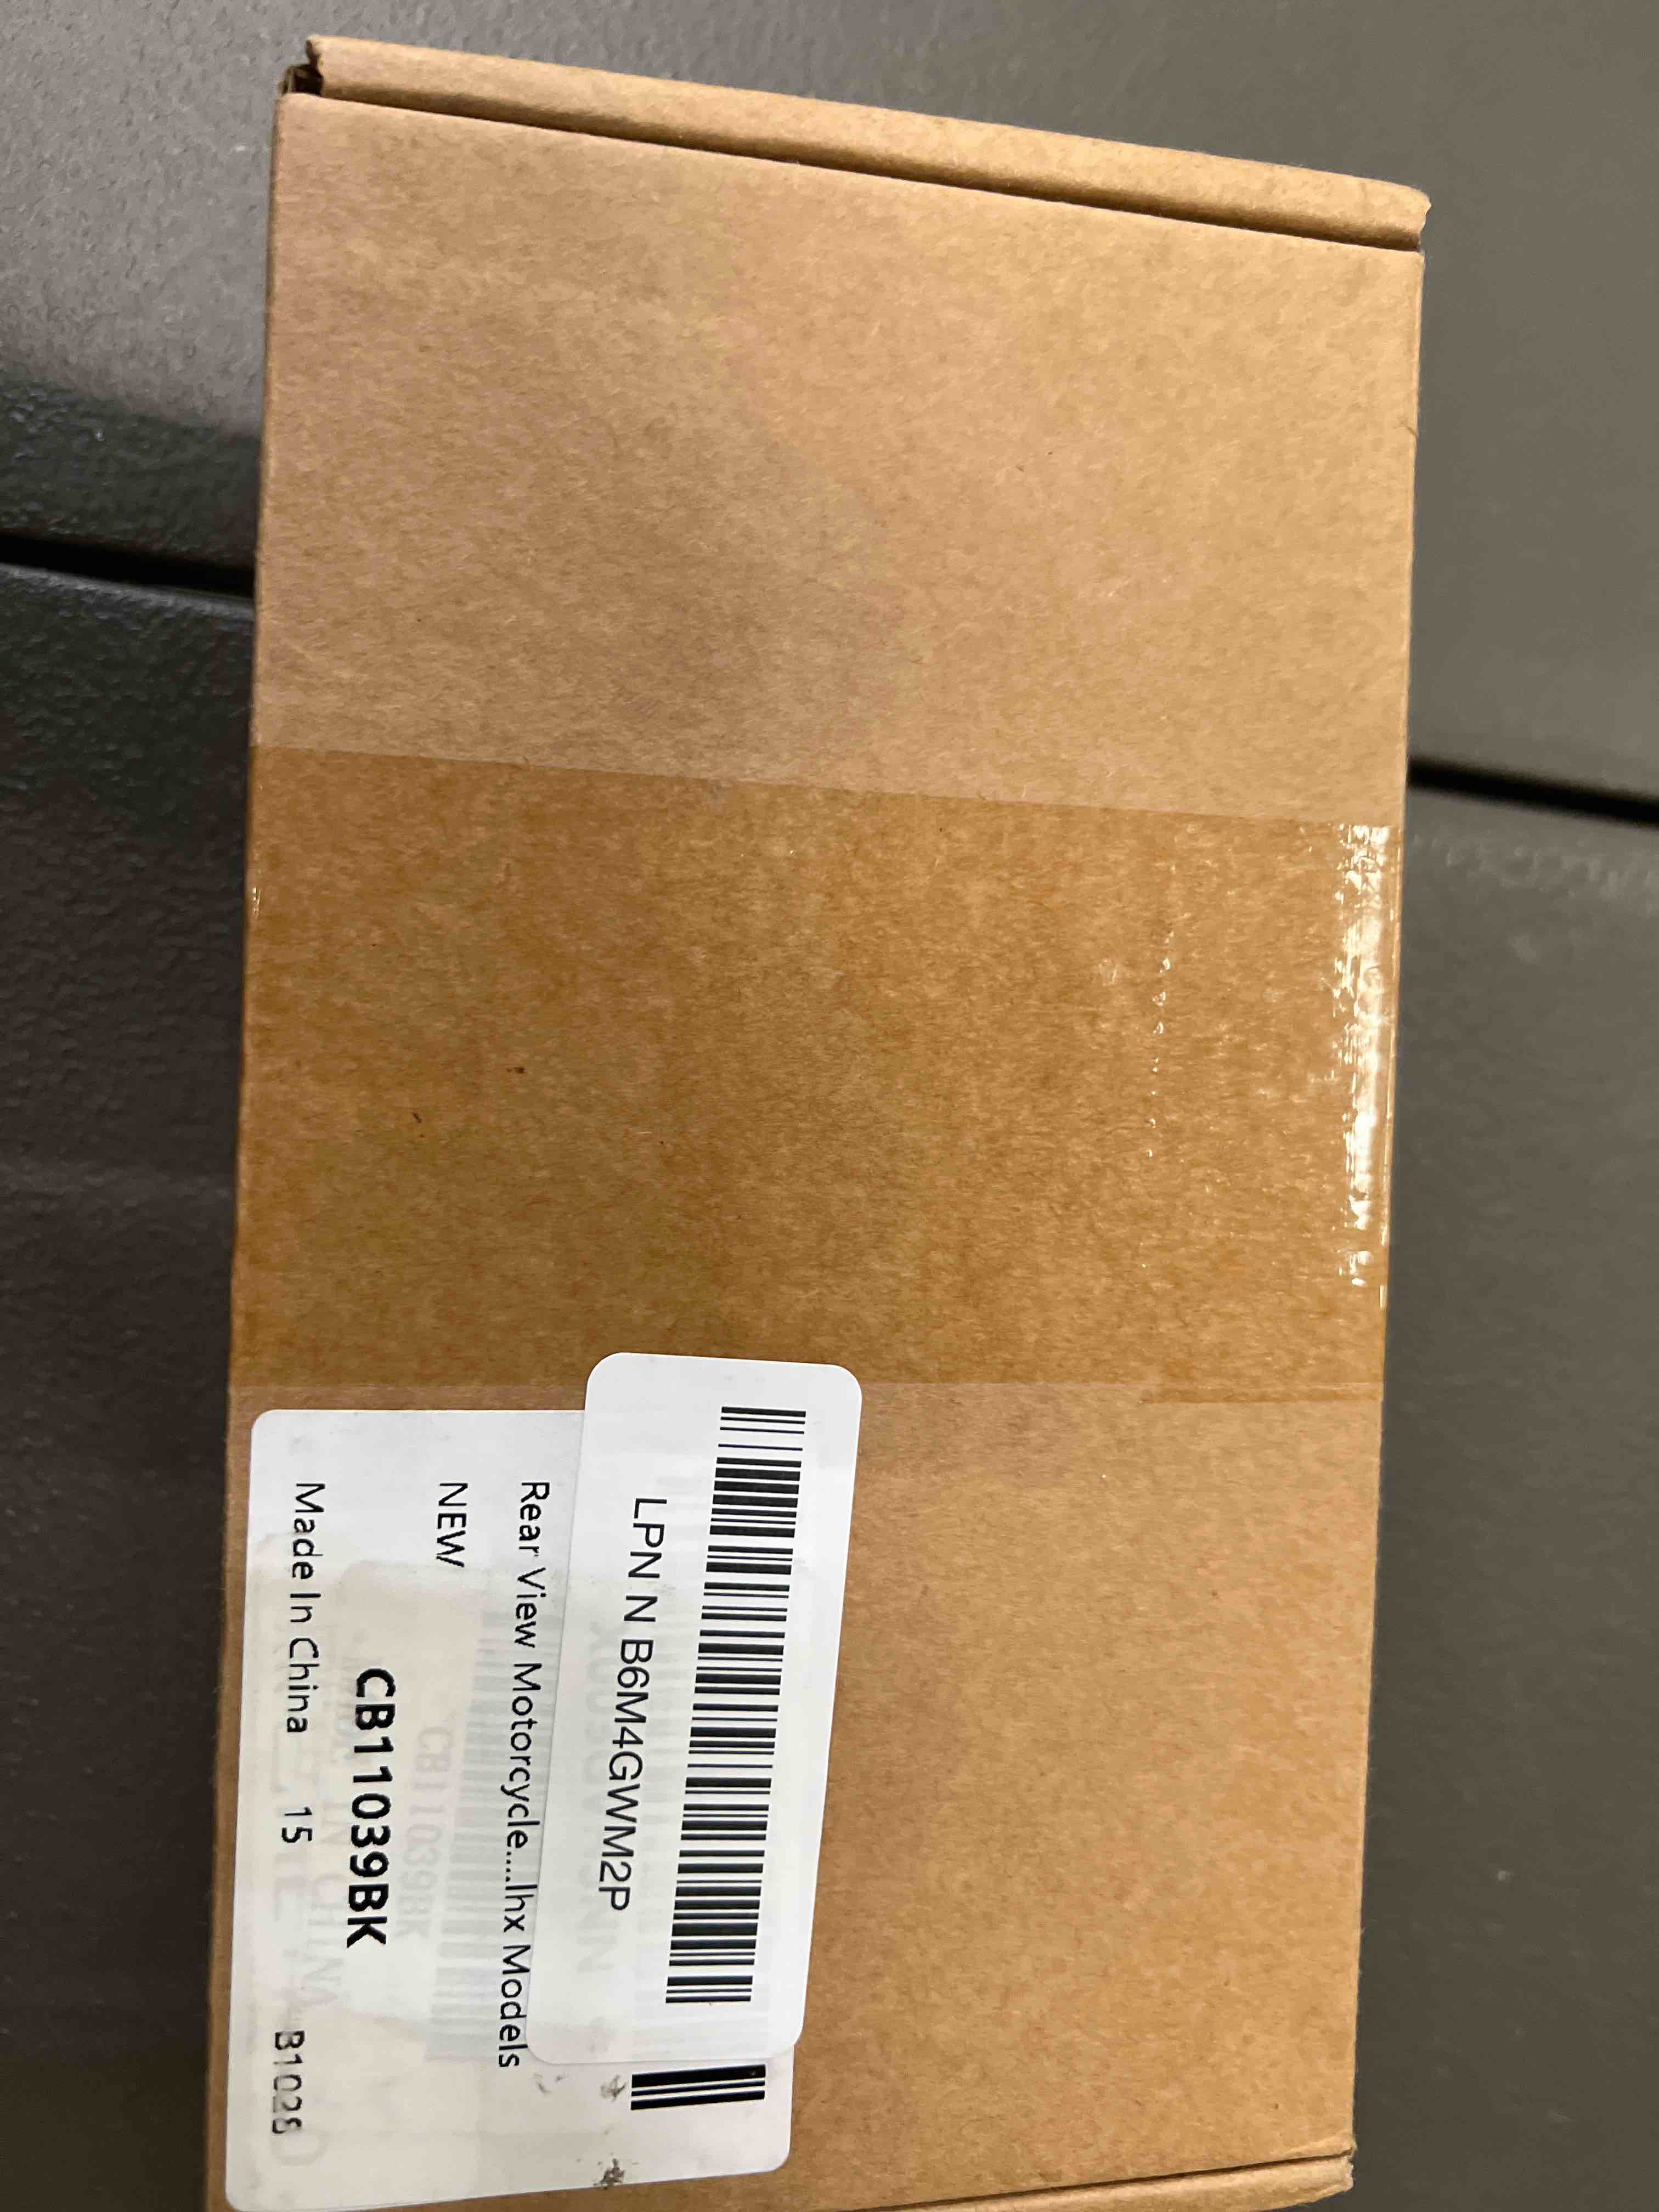 LPN N B6M4GWM2P
Rear View Motorcycle....lhx Models
NEW
CB11039BK
Made In China 15 B1028